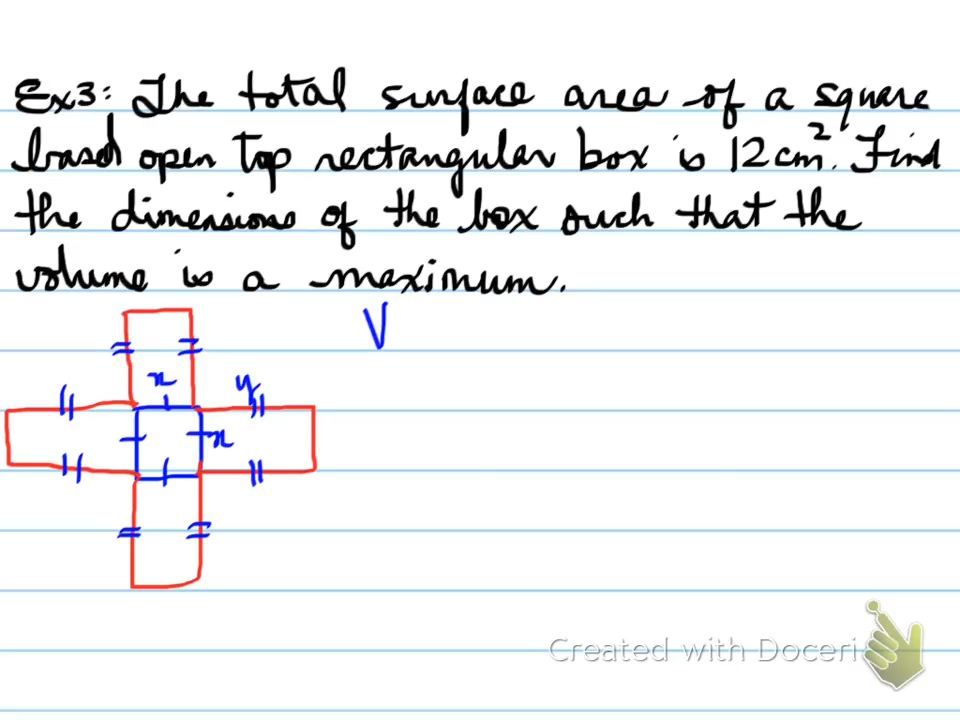 Ex3: The total surface area of a square
based open top rectangular box is 12cm². Find
the dimensions of the box such that the
volume is a maximum.
V
x
y
x
Created with Doceri